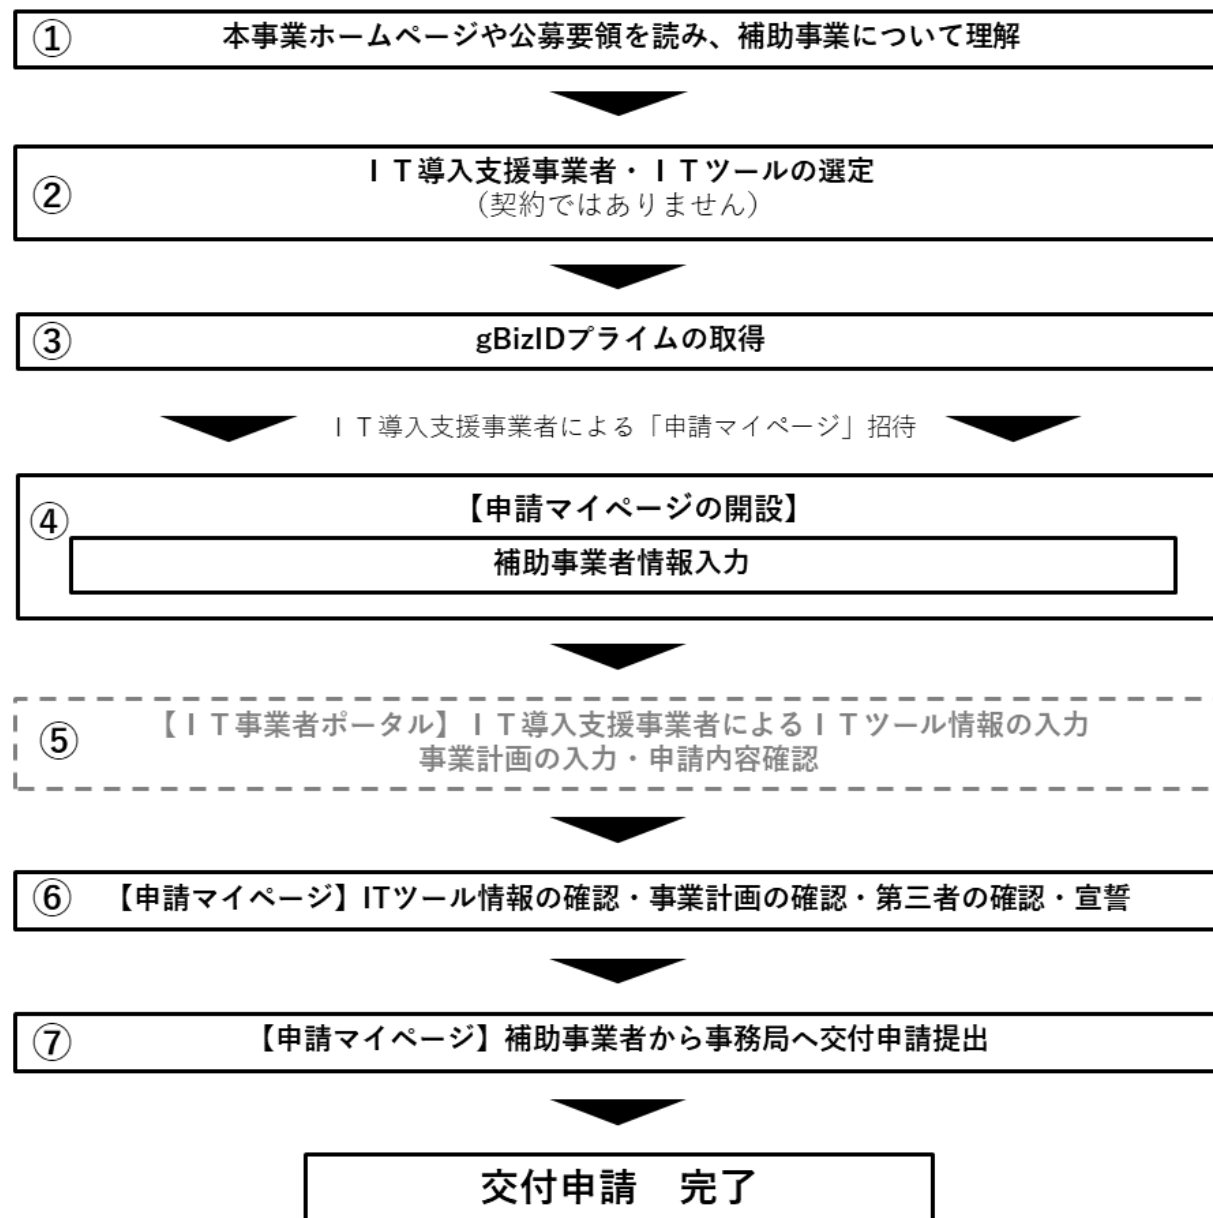 ① 本事業ホームページや公募要領を読み、補助事業について理解
② ＩＴ導入支援事業者・ＩＴツールの選定
（契約ではありません）
③ gBizIDプライムの取得
ＩＴ導入支援事業者による「申請マイページ」招待
④ 【申請マイページの開設】
補助事業者情報入力
⑤ 【ＩＴ事業者ポータル】ＩＴ導入支援事業者によるＩＴツール情報の入力
事業計画の入力・申請内容確認
⑥ 【申請マイページ】ITツール情報の確認・事業計画の確認・第三者の確認・宣誓
⑦ 【申請マイページ】補助事業者から事務局へ交付申請提出
交付申請　完了